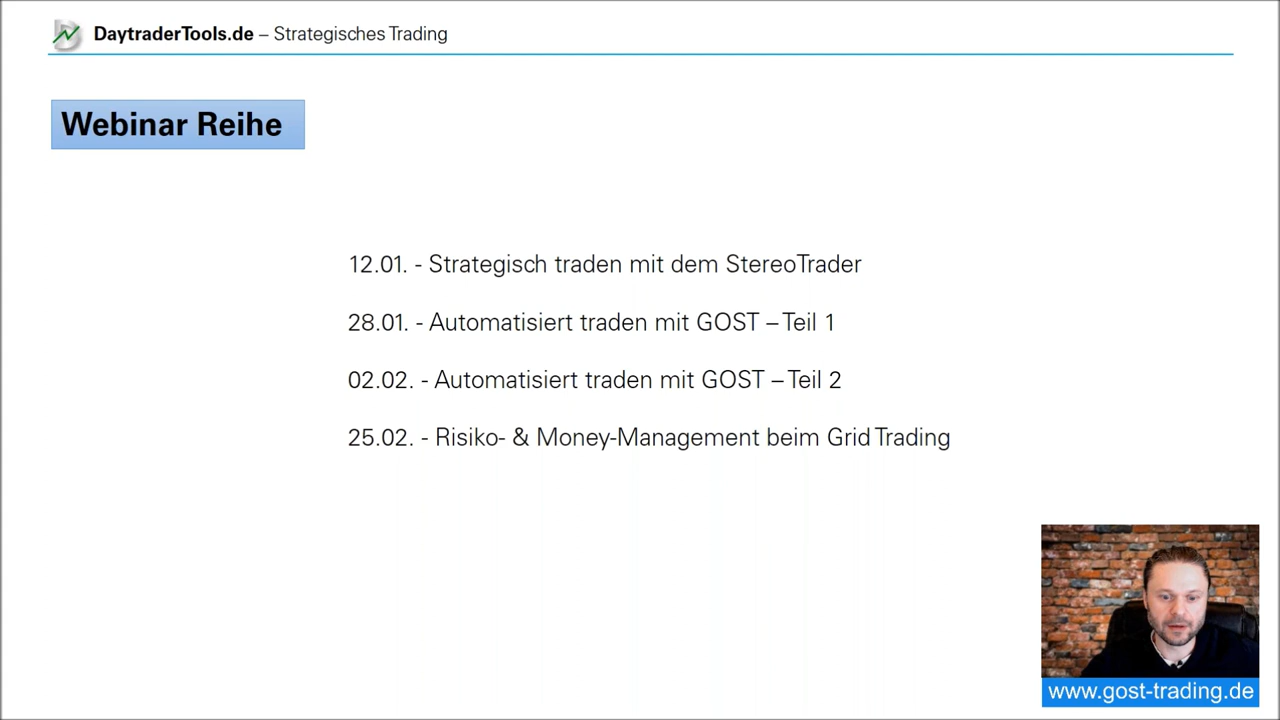 DaytraderTools.de – Strategisches Trading
Webinar Reihe
12.01. - Strategisch traden mit dem StereoTrader
28.01. - Automatisiert traden mit GOST – Teil 1
02.02. - Automatisiert traden mit GOST – Teil 2
25.02. - Risiko- & Money-Management beim Grid Trading
www.gost-trading.de